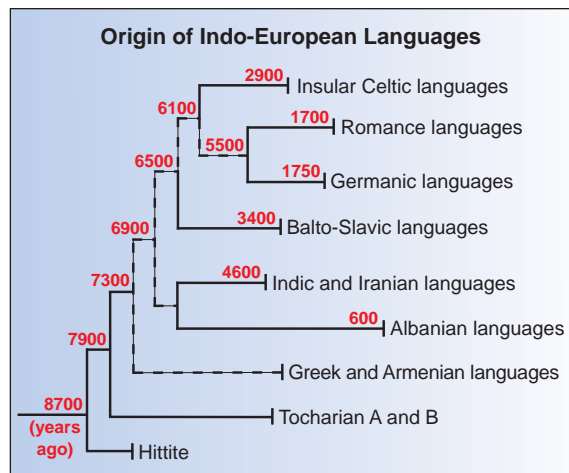 Origin of Indo-European Languages
2900
Insular Celtic languages
6100
1700
Romance languages
5500
6500
1750
Germanic languages
3400
Balto-Slavic languages
6900
4600
Indic and Iranian languages
7300
600
Albanian languages
7900
Greek and Armenian languages
8700
(years
ago)
Tocharian A and B
Hittite